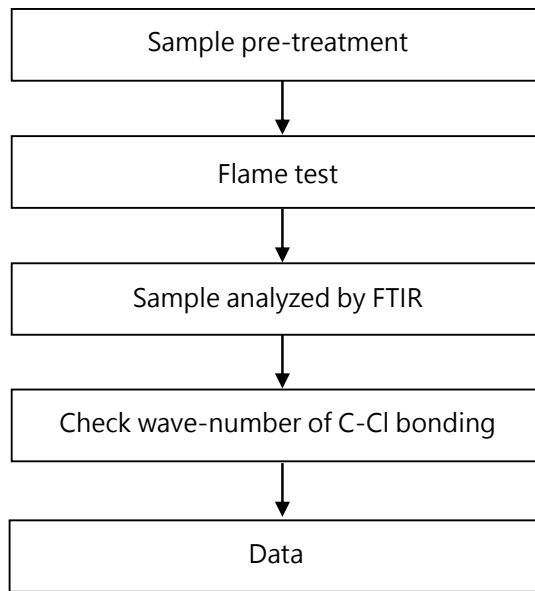 Sample pre-treatment
Flame test
Sample analyzed by FTIR
Check wave-number of C-Cl bonding
Data